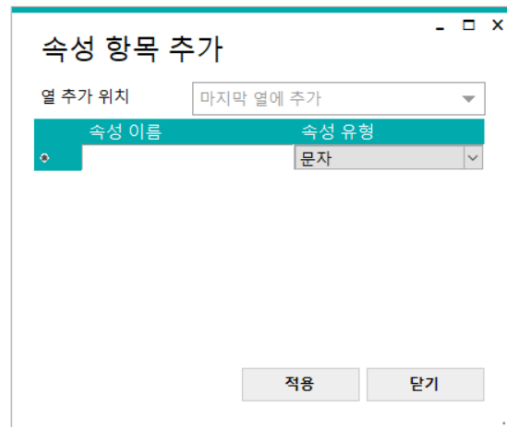 속성 항목 추가
열 추가 위치 마지막 열에 추가
속성 이름 속성 유형
문자
적용 닫기